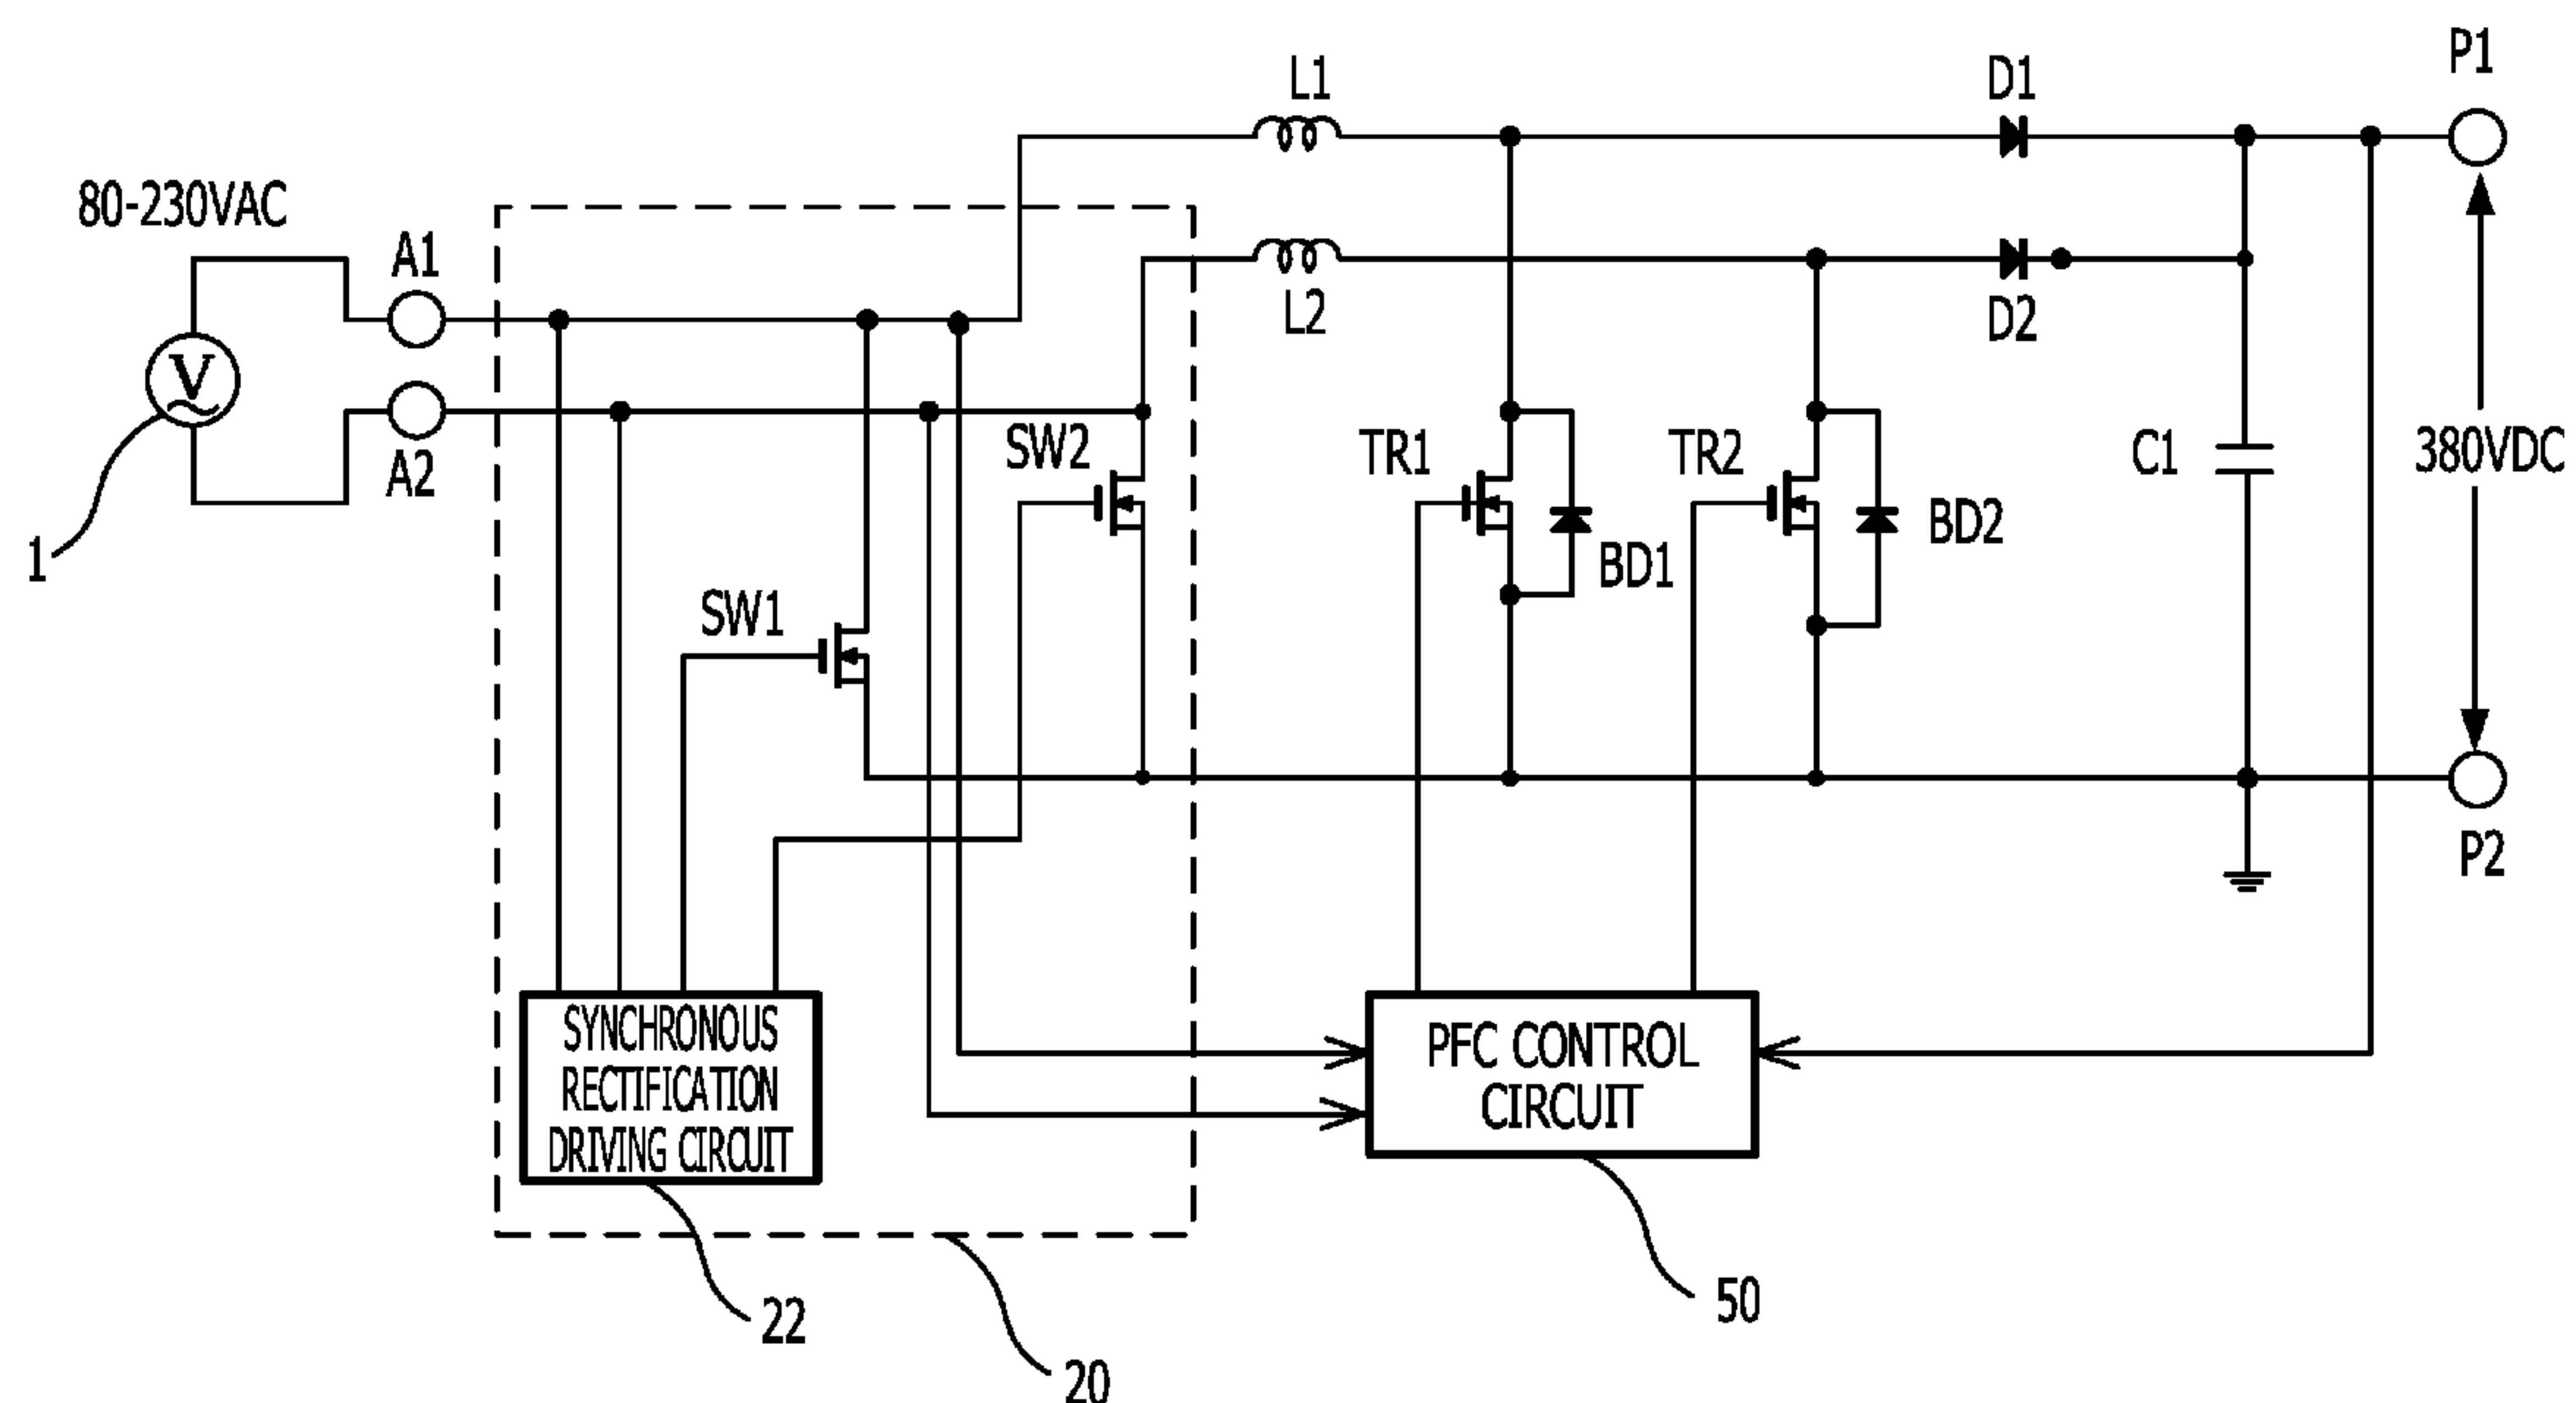 P1
L1
D1
80-230VAC
A1
V
L2
D2
A2
SW2
TR1
TR2
C1
380VDC
BD2
1
BD1
SW1
P2
SYNCHRONOUS
RECTIFICATION
DRIVING CIRCUIT
PFC CONTROL
CIRCUIT
22
50
20